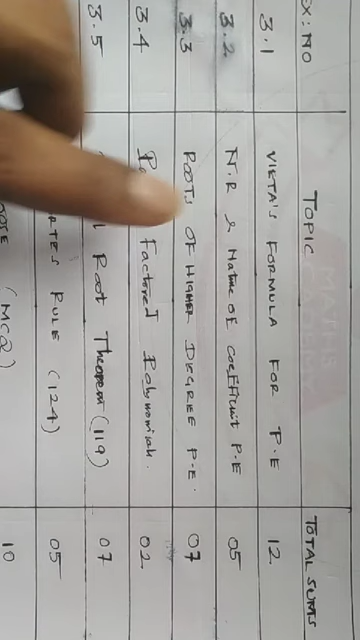 EX: NO TOPIC TOTAL SUMS
3.1 VIETA'S FORMULA FOR P.E 12
3.2 N.R & Nature of coefficient P.E 05
3.3 ROOTS OF HIGHER DEGREE P.E. 07
3.4 Factored Polynomials. 02
3.5 Root Theorem (119) 07
RULE (124) 05
(MCQ) 10